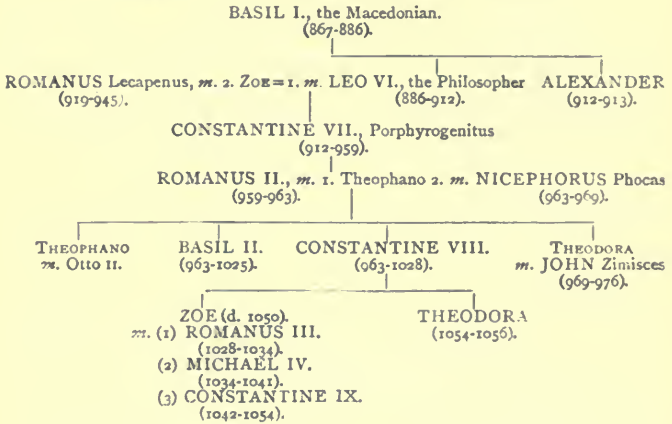 BASIL I., the Macedonian.
(867-886).
ROMANUS Lecapenus, m. 2. ZOE=1. m. LEO VI., the Philosopher ALEXANDER
(919-945). (886-912). (912-913).
CONSTANTINE VII., Porphyrogenitus
(912-959).
ROMANUS II., m. 1. Theophano 2. m. NICEPHORUS Phocas
(959-963). (963-969).
THEOPHANO BASIL II. CONSTANTINE VIII. THEODORA
m. Otto II. (963-1025). (963-1028). m. JOHN Zimisces
(969-976).
ZOE (d. 1050). THEODORA
m. (1) ROMANUS III. (1054-1056).
(1028-1034).
(2) MICHAEL IV.
(1034-1041).
(3) CONSTANTINE IX.
(1042-1054).